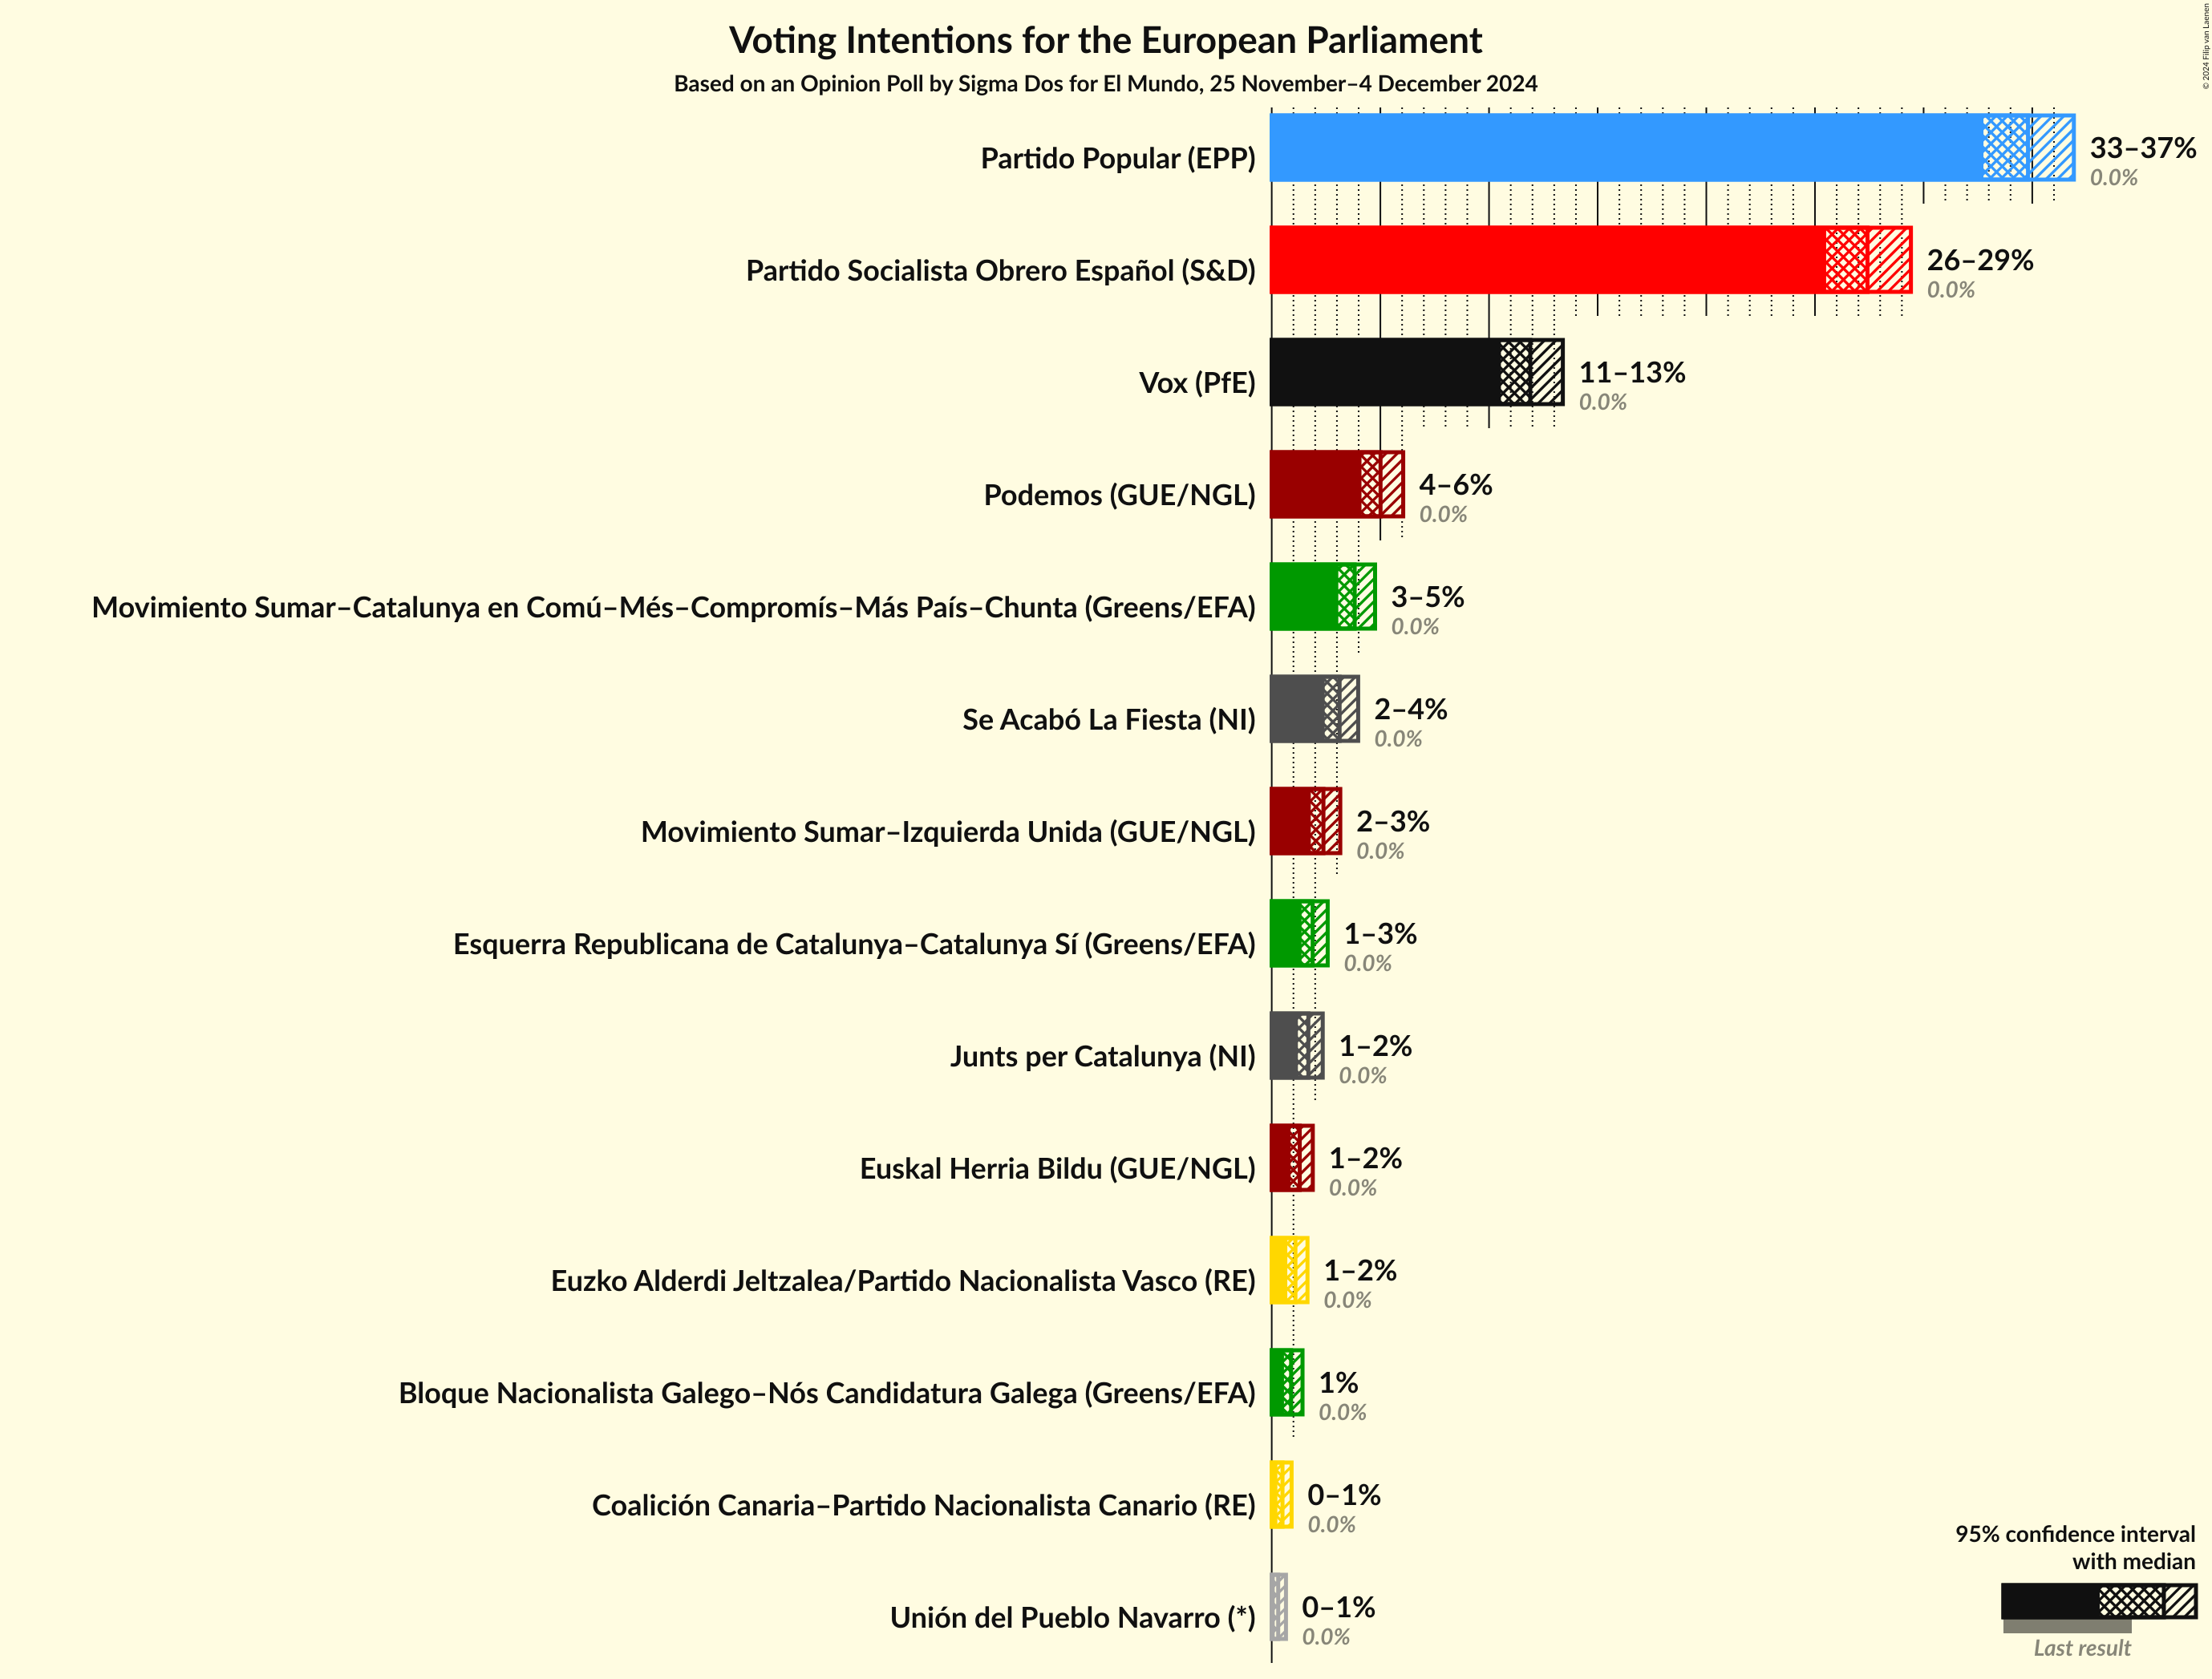 Voting Intentions for the European Parliament
Based on an Opinion Poll by Sigma Dos for El Mundo, 25 November–4 December 2024
© 2024 Filip van Laenen
Partido Popular (EPP)
33–37%
0.0%
Partido Socialista Obrero Español (S&D)
26–29%
0.0%
Vox (PfE)
11–13%
0.0%
Podemos (GUE/NGL)
4–6%
0.0%
Movimiento Sumar–Catalunya en Comú–Més–Compromís–Más País–Chunta (Greens/EFA)
3–5%
0.0%
Se Acabó La Fiesta (NI)
2–4%
0.0%
Movimiento Sumar–Izquierda Unida (GUE/NGL)
2–3%
0.0%
Esquerra Republicana de Catalunya–Catalunya Sí (Greens/EFA)
1–3%
0.0%
Junts per Catalunya (NI)
1–2%
0.0%
Euskal Herria Bildu (GUE/NGL)
1–2%
0.0%
Euzko Alderdi Jeltzalea/Partido Nacionalista Vasco (RE)
1–2%
0.0%
Bloque Nacionalista Galego–Nós Candidatura Galega (Greens/EFA)
1%
0.0%
Coalición Canaria–Partido Nacionalista Canario (RE)
0–1%
0.0%
Unión del Pueblo Navarro (*)
0–1%
0.0%
95% confidence interval
with median
Last result